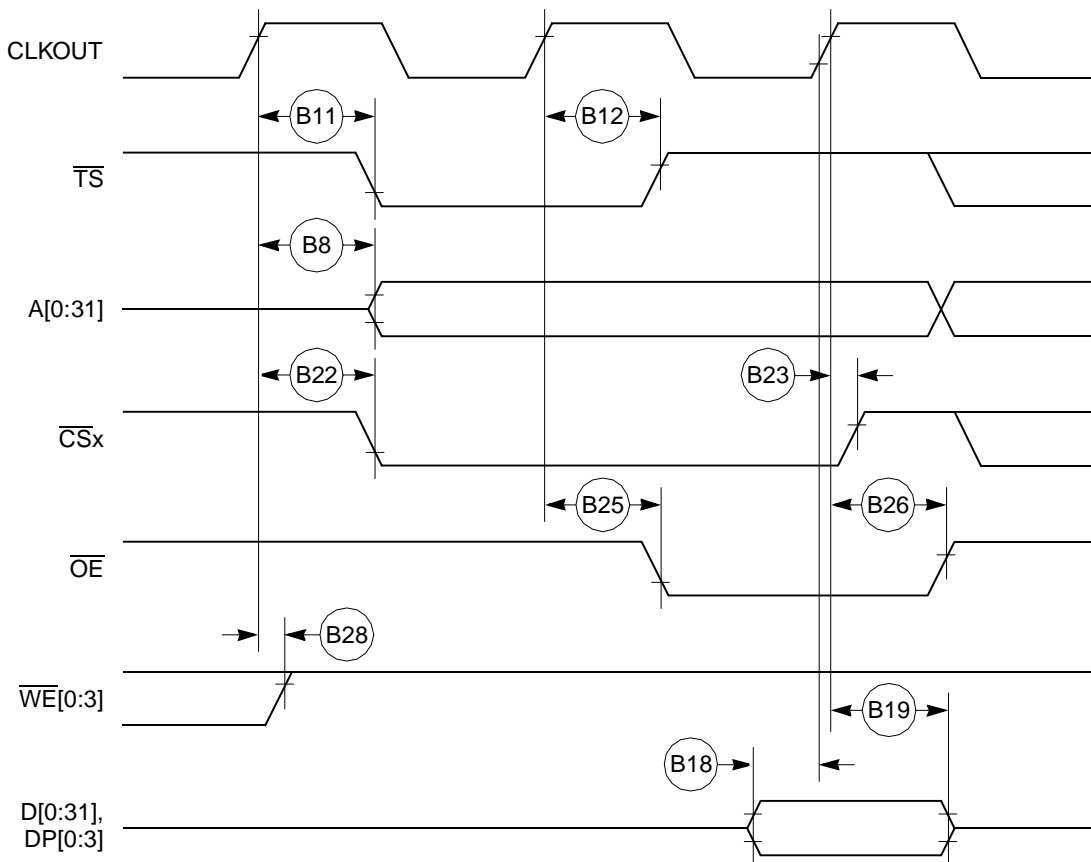 CLKOUT
B11
B12
TS
B8
A[0:31]
B22
B23
CSx
B25
B26
OE
B28
WE[0:3]
B19
B18
D[0:31],
DP[0:3]